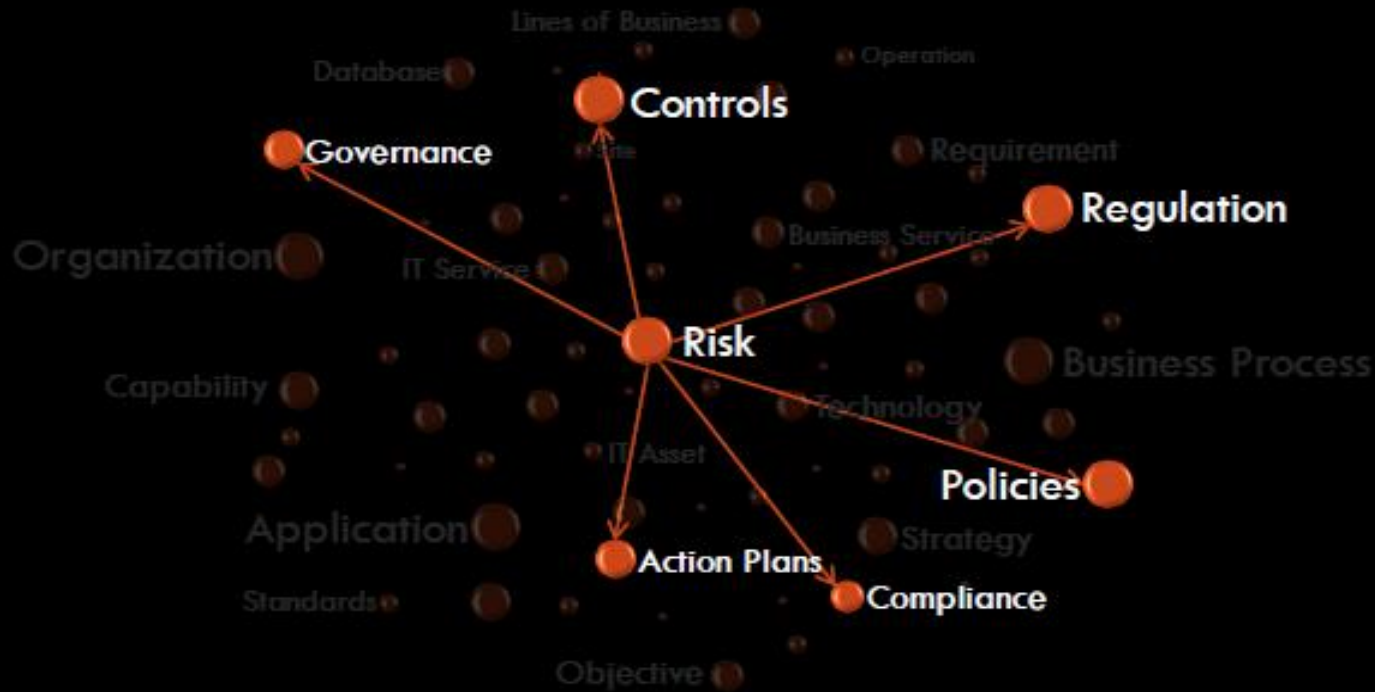 Lines of Business
Operation
Database
Controls
Governance
Site
Requirement
Regulation
Business Service
Organization
IT Service
Risk
Business Process
Capability
Technology
IT Asset
Policies
Application
Strategy
Action Plans
Compliance
Standards
Objective